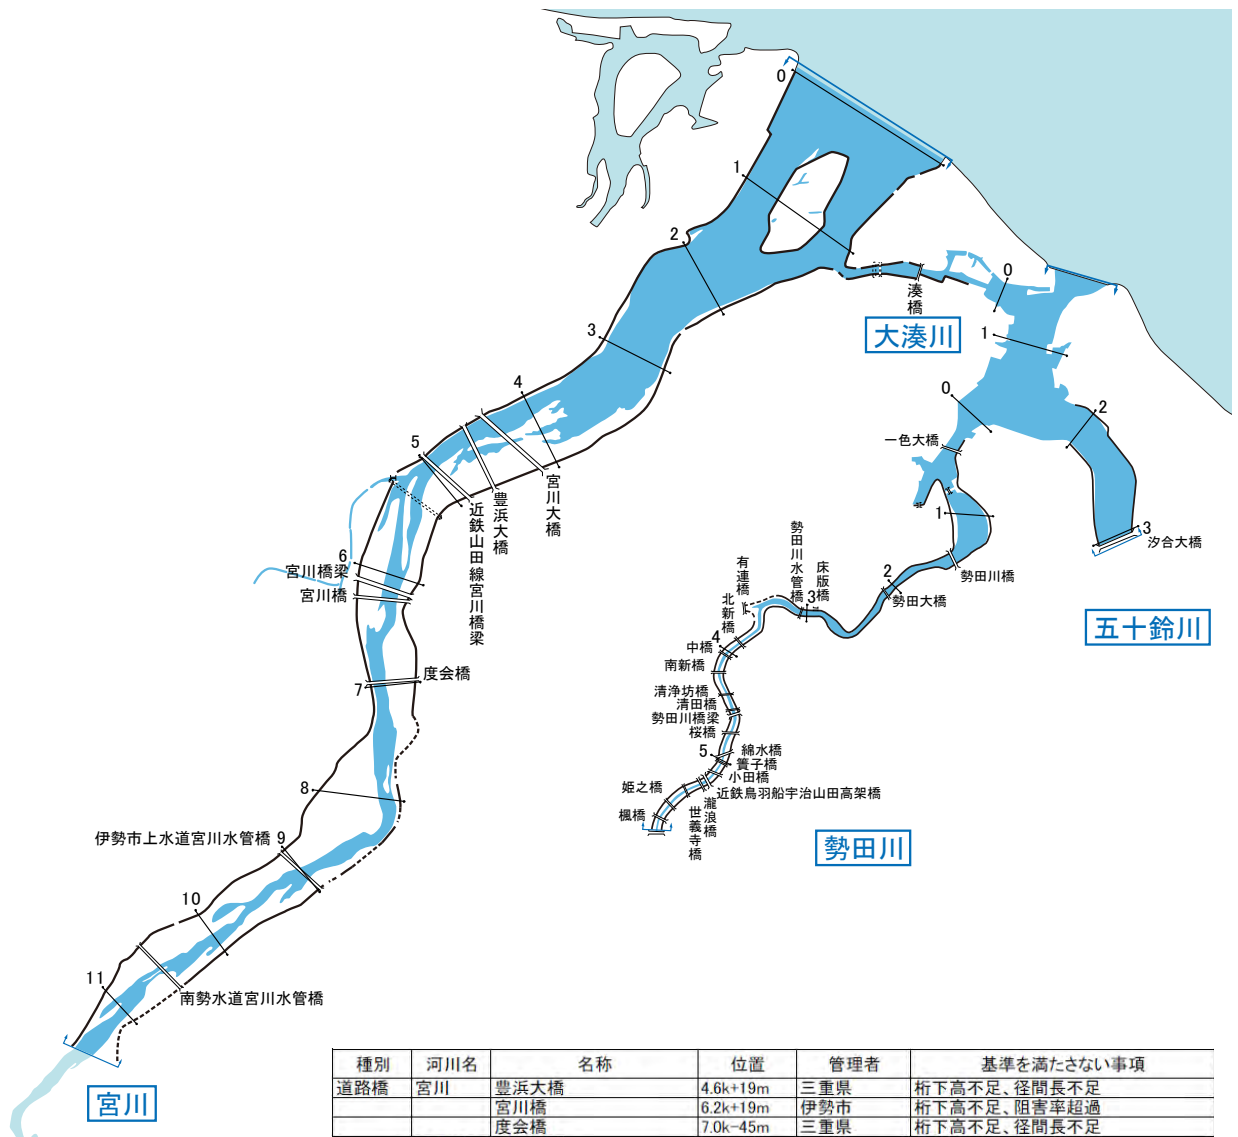 0
1
2
3
4
5
宮川大橋
豊浜大橋
近鉄山田線宮川橋梁
6
宮川橋梁
宮川橋
度会橋
7
8
伊勢市上水道宮川水管橋
9
10
11
南勢水道宮川水管橋
宮川
湊橋
大湊川
0
1
2
3
汐合大橋
五十鈴川
0
一色大橋
1
勢田川橋
2
勢田大橋
床版橋
3
勢田川水管橋
有連橋
北新橋
4
中橋
南新橋
清浄坊橋
清田橋
勢田川橋梁
桜橋
5
錦水橋
簀子橋
小田橋
近鉄鳥羽船宇治山田高架橋
瀧浪橋
世義寺橋
姫之橋
楓橋
勢田川
種別 河川名 名称 位置 管理者 基準を満たさない事項
道路橋 宮川 豊浜大橋 4.6k+19m 三重県 桁下高不足、径間長不足
宮川橋 6.2k+19m 伊勢市 桁下高不足、阻害率超過
度会橋 7.0k-45m 三重県 桁下高不足、径間長不足